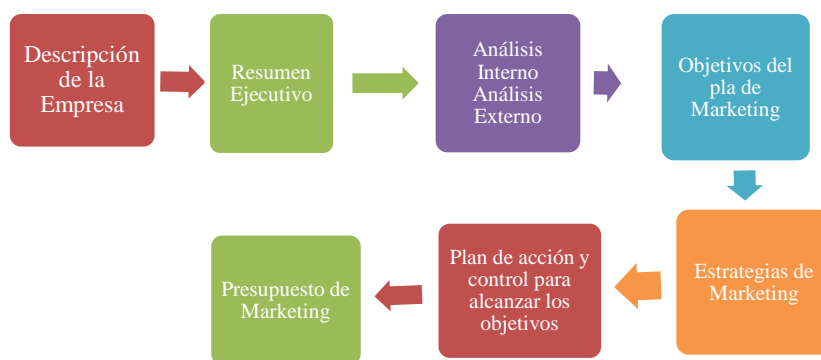 Descripción
de la
Empresa
Resumen
Ejecutivo
Análisis
Interno
Análisis
Externo
Objetivos del
pla de
Marketing
Estrategias de
Marketing
Plan de acción y
control para
alcanzar los
objetivos
Presupuesto de
Marketing